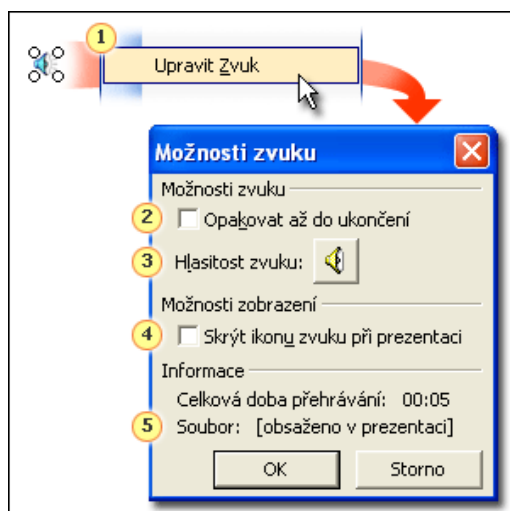 1
Upravit Zvuk
Možnosti zvuku
Možnosti zvuku
2 Opakovat až do ukončení
3 Hlasitost zvuku:
Možnosti zobrazení
4 Skrýt ikonu zvuku při prezentaci
Informace
Celková doba přehrávání: 00:05
5 Soubor: [obsaženo v prezentaci]
OK Storno